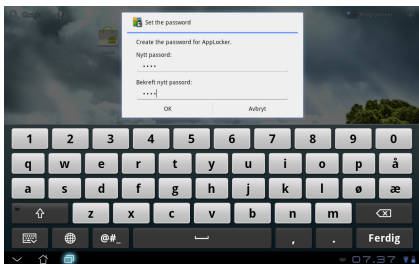 Google
Set the password
Create the password for AppLocker.
Nytt passord:
••••
Bekreft nytt passord:
••••
OK Avbryt
1 2 3 4 5 6 7 8 9 0
q w e r t y u i o p å
a s d f g h j k l ø æ
z x c v b n m
@#_ , . Ferdig
07.37